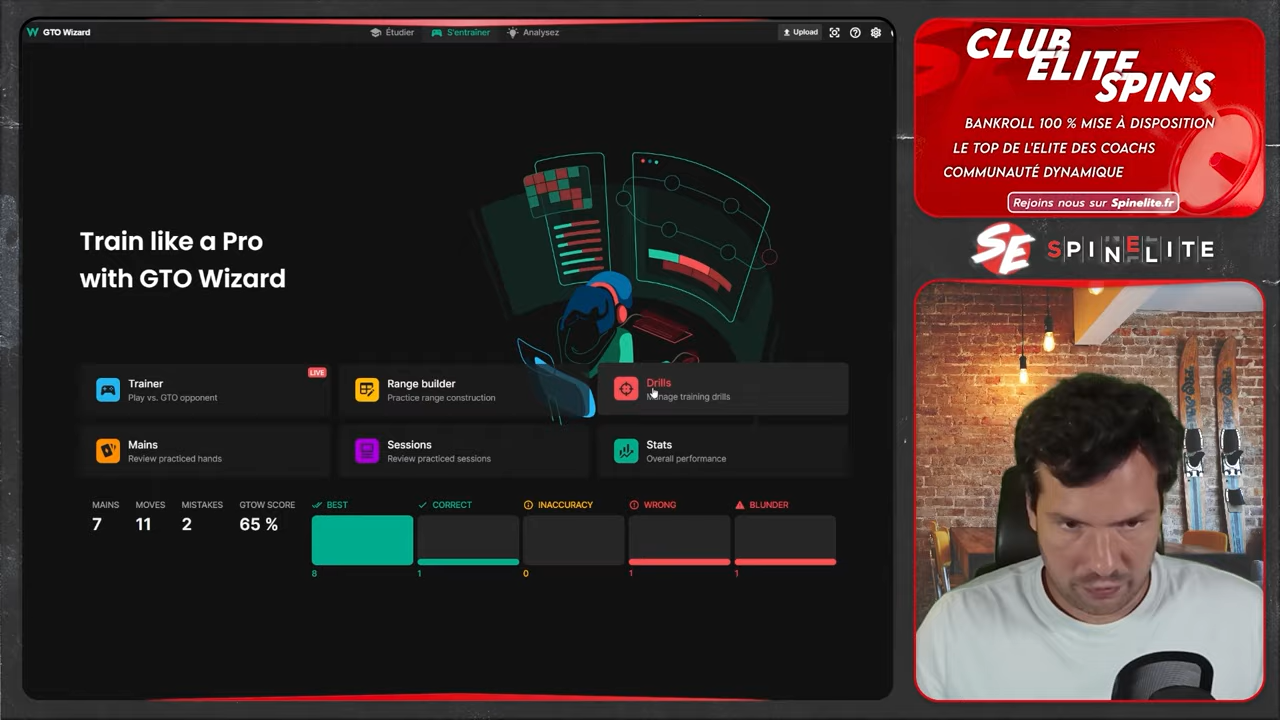 GTO Wizard
Étudier
S'entraîner
Analysez
Upload
Train like a Pro
with GTO Wizard
Trainer
Play vs. GTO opponent
LIVE
Range builder
Practice range construction
Drills
Manage training drills
Mains
Review practiced hands
Sessions
Review practiced sessions
Stats
Overall performance
MAINS
7
MOVES
11
MISTAKES
2
GTOW SCORE
65 %
BEST
8
CORRECT
1
INACCURACY
0
WRONG
1
BLUNDER
1
CLUB
ELITE
SPINS
BANKROLL 100 % MISE À DISPOSITION
LE TOP DE L'ELITE DES COACHS
COMMUNAUTÉ DYNAMIQUE
Rejoins nous sur Spinelite.fr
SE SPINELITE